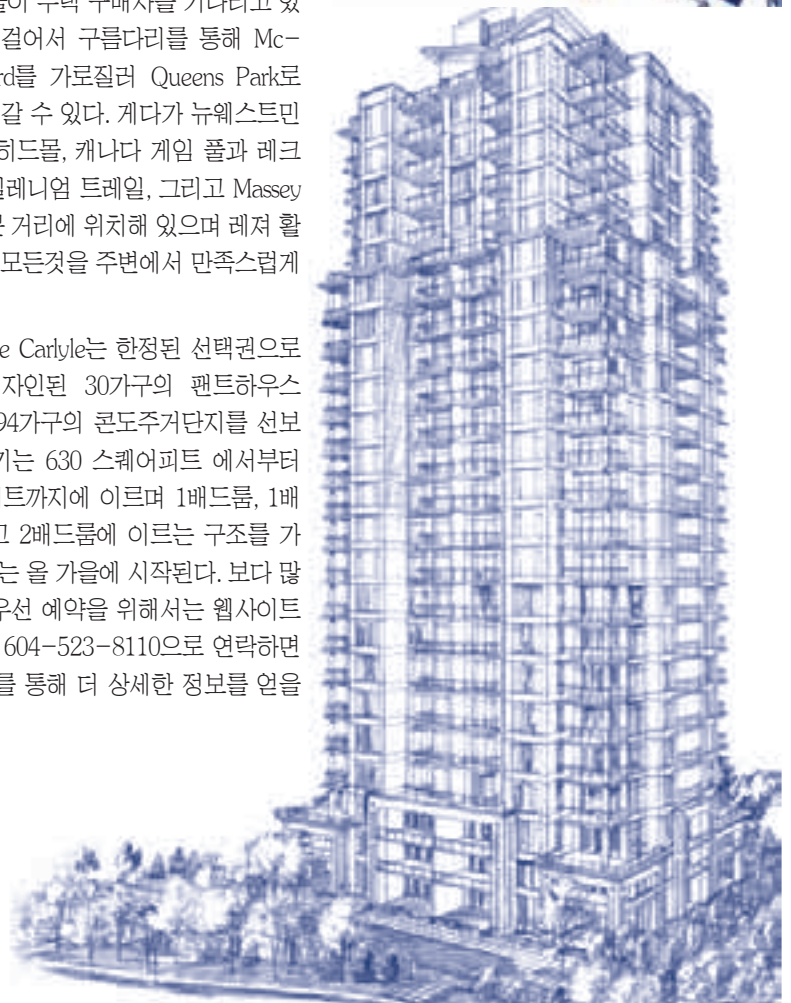 들이 주택 구매자를 기다리고 있
걸어서 구름다리를 통해 Mc-
rd를 가로질러 Queens Park로
갈 수 있다. 게다가 뉴웨스트민
히드몰, 캐나다 게임 풀과 레크
밀레니엄 트레일, 그리고 Massey
거리에 위치해 있으며 레져 활
모든것을 주변에서 만족스럽게
e Carlyle는 한정된 선택권으로
자인된 30가구의 팬트하우스
94가구의 콘도주거단지를 선보
기는 630 스퀘어피트 에서부터
트까지에 이르며 1배드룸, 1배
고 2배드룸에 이르는 구조를 가
는 올 가을에 시작된다. 보다 많
우선 예약을 위해서는 웹사이트
604-523-8110으로 연락하면
를 통해 더 상세한 정보를 얻을